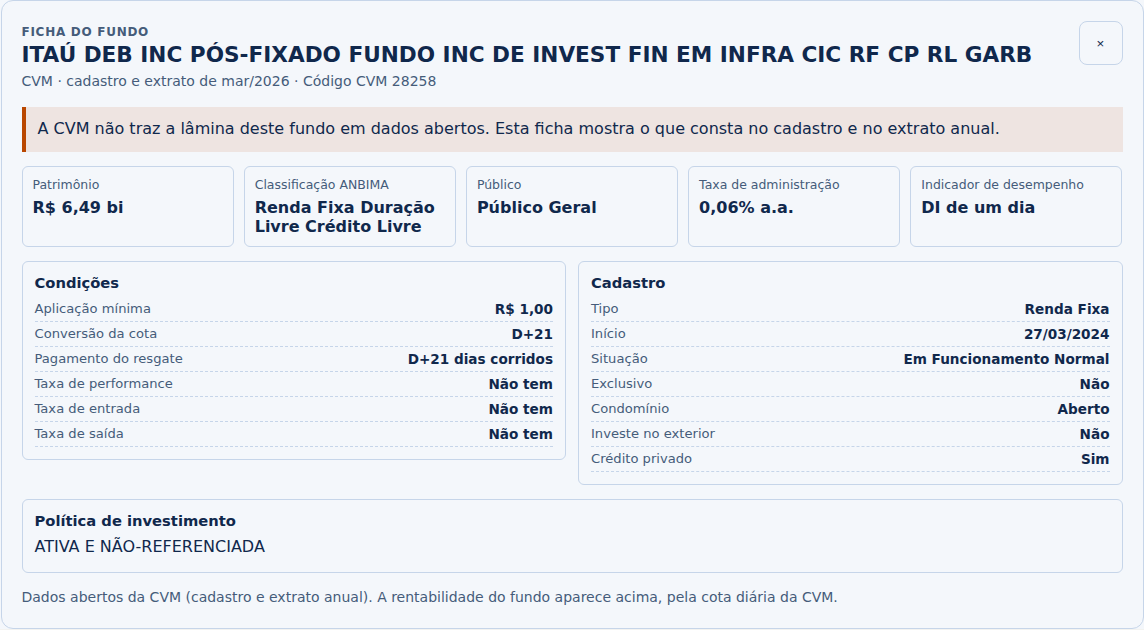 FICHA DO FUNDO
ITAÚ DEB INC PÓS-FIXADO FUNDO INC DE INVEST FIN EM INFRA CIC RF CP RL GARB
×
CVM · cadastro e extrato de mar/2026 · Código CVM 28258
A CVM não traz a lâmina deste fundo em dados abertos. Esta ficha mostra o que consta no cadastro e no extrato anual.
Patrimônio
R$ 6,49 bi
Classificação ANBIMA
Renda Fixa Duração
Livre Crédito Livre
Público
Público Geral
Taxa de administração
0,06% a.a.
Indicador de desempenho
DI de um dia
Condições
Aplicação mínima R$ 1,00
Conversão da cota D+21
Pagamento do resgate D+21 dias corridos
Taxa de performance Não tem
Taxa de entrada Não tem
Taxa de saída Não tem
Cadastro
Tipo Renda Fixa
Início 27/03/2024
Situação Em Funcionamento Normal
Exclusivo Não
Condomínio Aberto
Investe no exterior Não
Crédito privado Sim
Política de investimento
ATIVA E NÃO-REFERENCIADA
Dados abertos da CVM (cadastro e extrato anual). A rentabilidade do fundo aparece acima, pela cota diária da CVM.